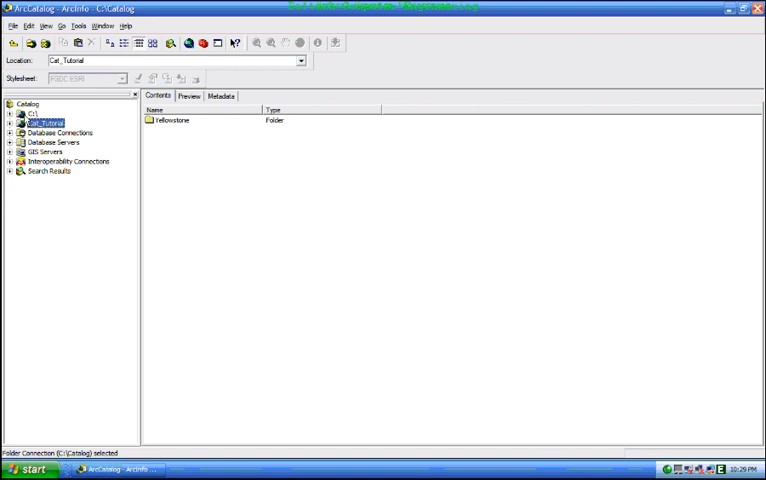 ArcCatalog - ArcInfo - C:\Catalog
File Edit View Go Tools Window Help
Location: Cat_Tutorial
Stylesheet: FGDC ESRI
Contents Preview Metadata
Catalog
C:\
Cat_Tutorial
Database Connections
Database Servers
GIS Servers
Interoperability Connections
Search Results
Name Type
Yellowstone Folder
Folder Connection (C:\Catalog) selected
start
ArcCatalog - ArcInfo ...
E
10:29 PM